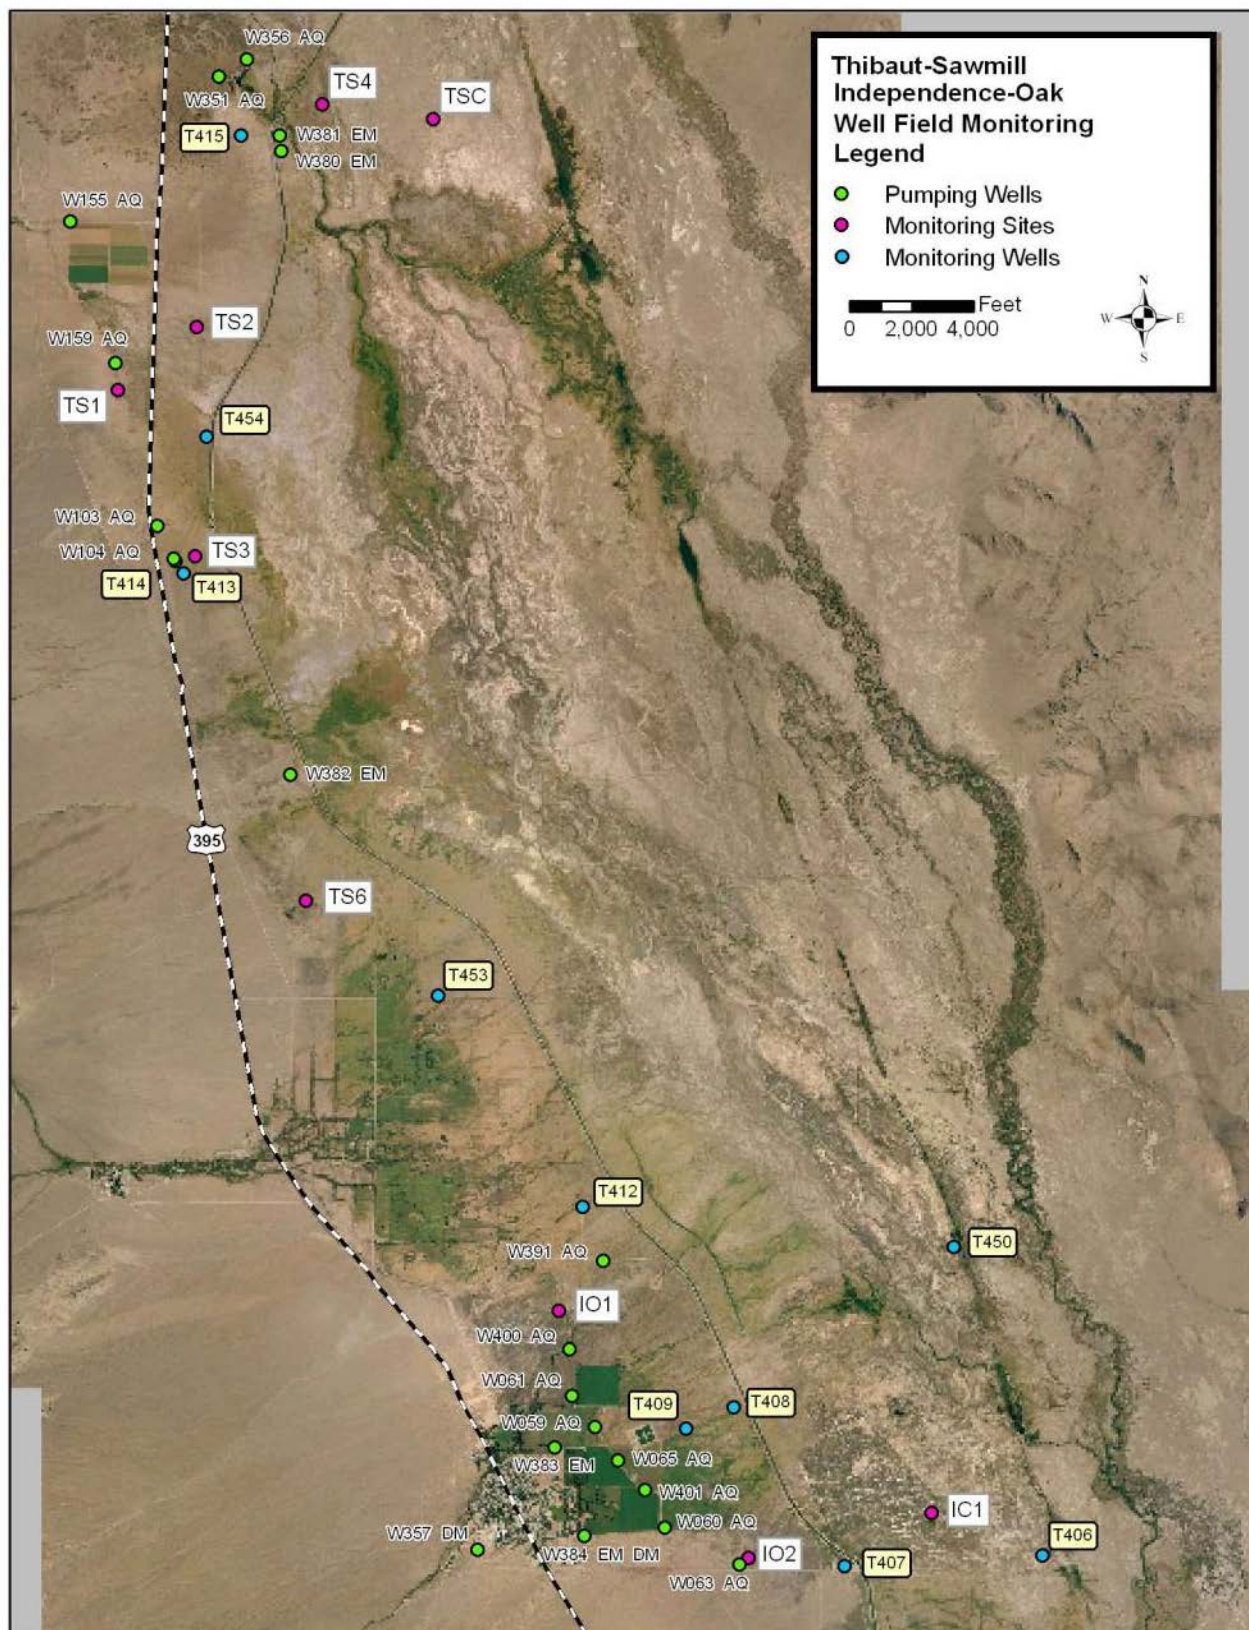 W356 AQ
W351 AQ
TS4
TSC
T415
W381 EM
W380 EM
W155 AQ
Thibaut-Sawmill
Independence-Oak
Well Field Monitoring
Legend
Pumping Wells
Monitoring Sites
Monitoring Wells
Feet
0 2,000 4,000
N
W E
S
TS2
W159 AQ
TS1
T454
W103 AQ
W104 AQ
TS3
T414
T413
W382 EM
395
TS6
T453
T412
W391 AQ
T450
IO1
W400 AQ
W061 AQ
T409
T408
W059 AQ
W383 EM
W065 AQ
W401 AQ
IC1
W060 AQ
W357 DM
W384 EM DM
IO2
T406
W063 AQ
T407